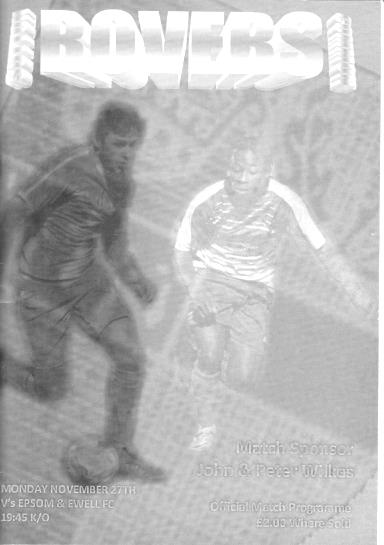 ROVERS
Match Sponsor
John & Peter Wilkes
MONDAY NOVEMBER 27TH
V's EPSOM & EWELL FC
19:45 K/O
Official Match Programme
£2.00 Where Sold